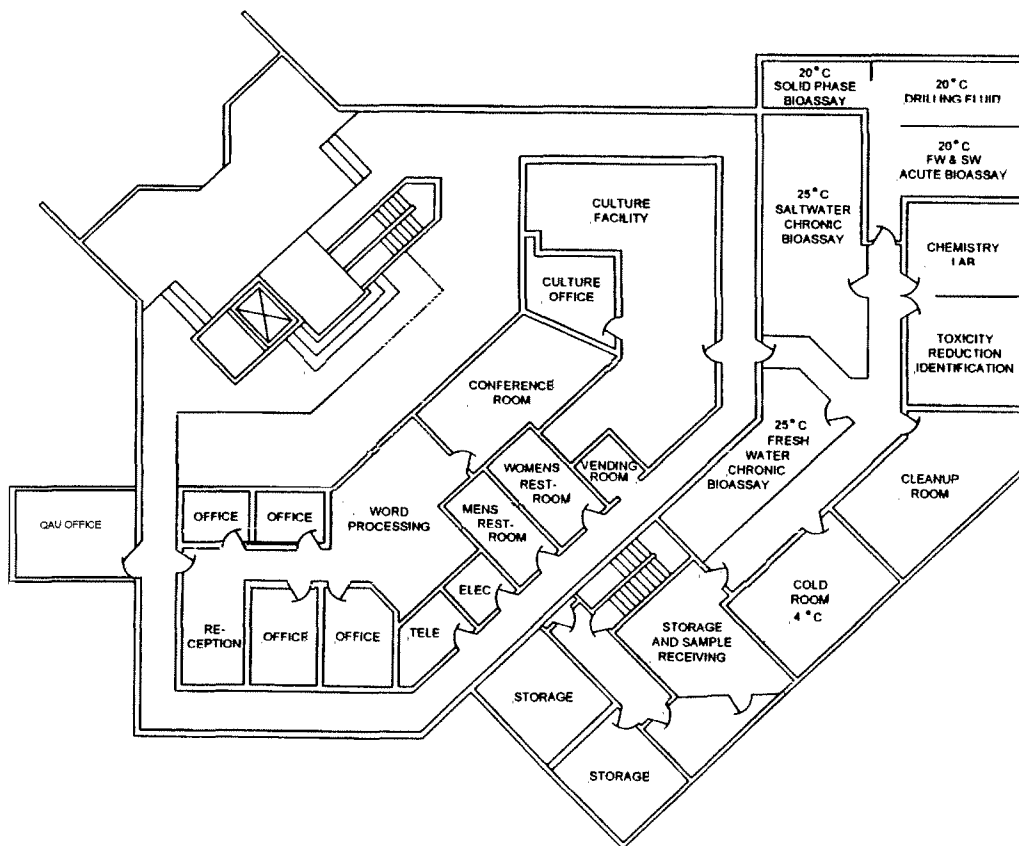 20°C
SOLID PHASE
BIOASSAY
20°C
DRILLING FLUID
20°C
FW & SW
ACUTE BIOASSAY
25°C
SALTWATER
CHRONIC
BIOASSAY
CULTURE
FACILITY
CHEMISTRY
LAB
CULTURE
OFFICE
TOXICITY
REDUCTION
IDENTIFICATION
CONFERENCE
ROOM
25°C
FRESH
WATER
CHRONIC
BIOASSAY
WOMENS
REST-
ROOM
VENDING
ROOM
CLEANUP
ROOM
QAU OFFICE
OFFICE
OFFICE
WORD
PROCESSING
MENS
REST-
ROOM
ELEC
COLD
ROOM
4°C
RE-
CEPTION
OFFICE
OFFICE
TELE
STORAGE
AND SAMPLE
RECEIVING
STORAGE
STORAGE